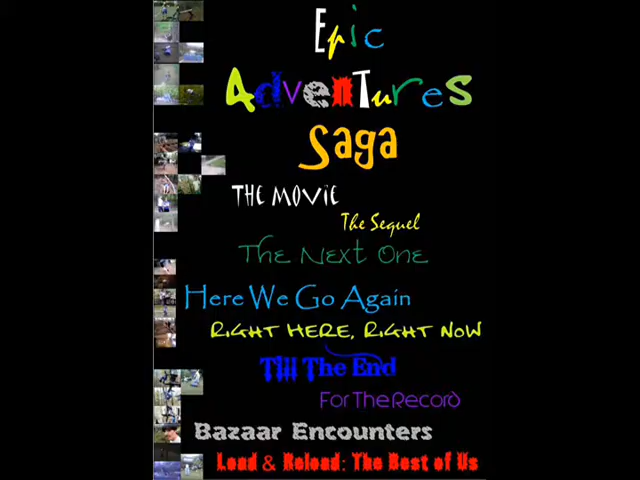 Epic
Adventures
Saga
The Movie
The Sequel
The Next One
Here We Go Again
Right Here, Right Now
Till The End
For The Record
Bazaar Encounters
Load & Reload: The Best of Us